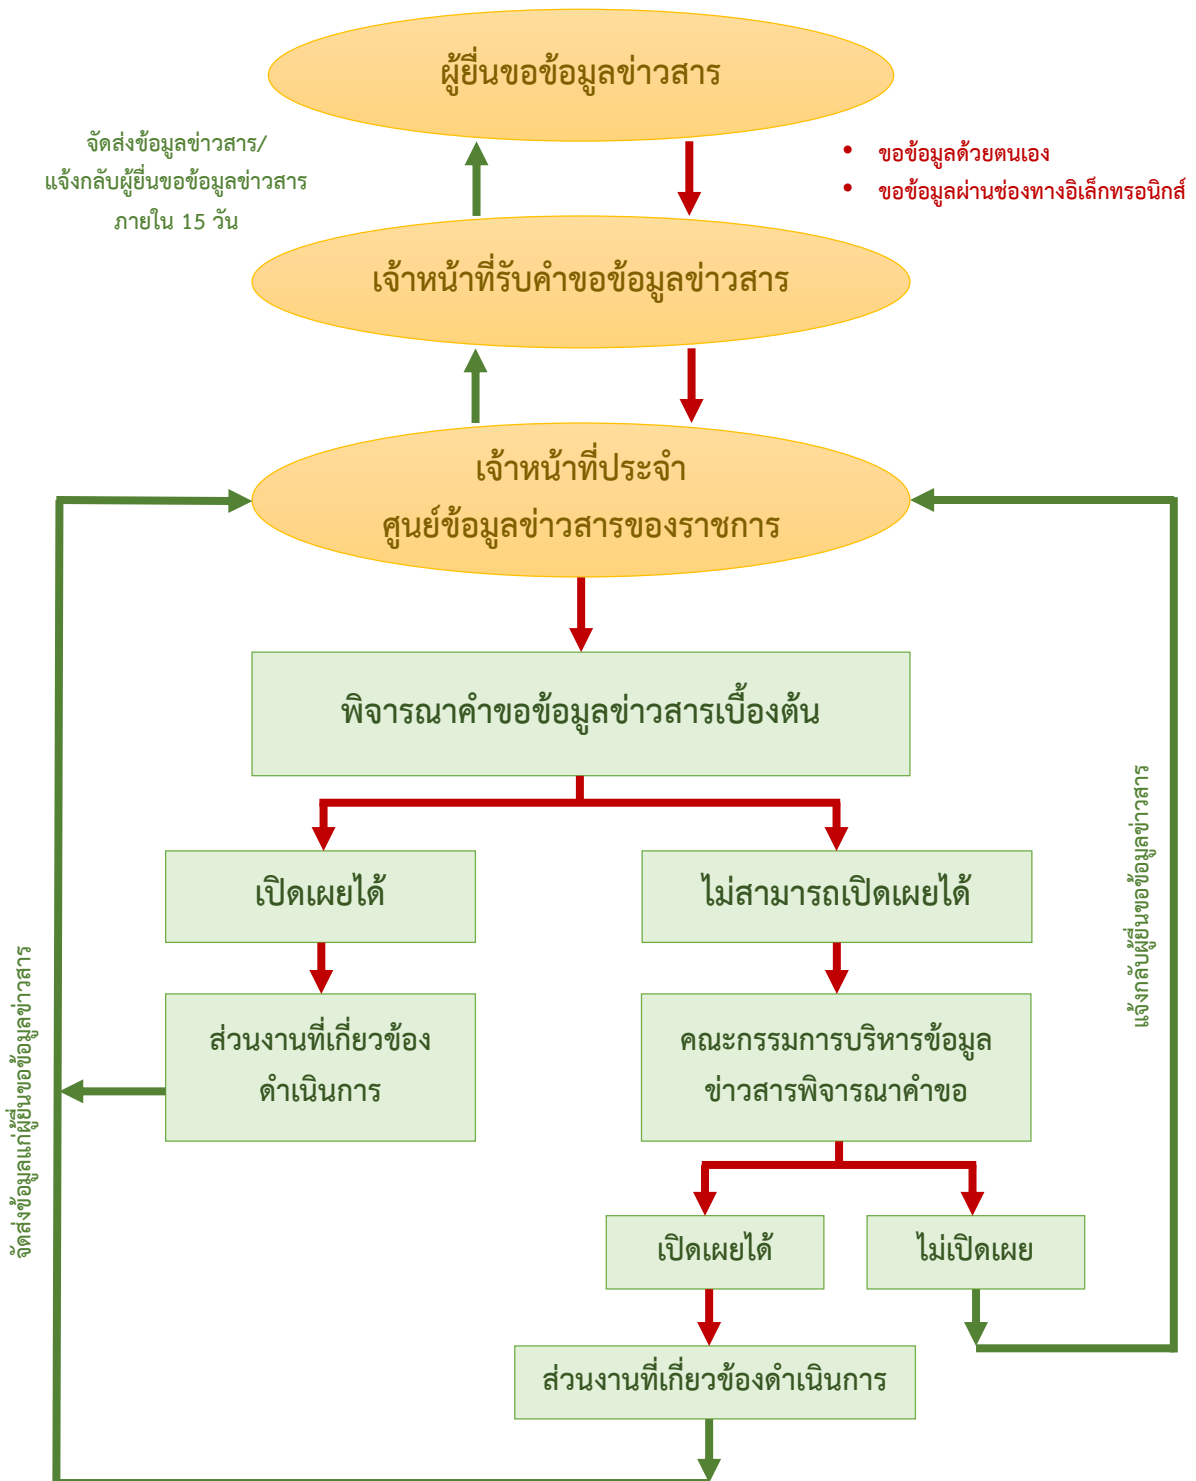 ผู้ยื่นขอข้อมูลข่าวสาร
จัดส่งข้อมูลข่าวสาร/
แจ้งกลับผู้ยื่นขอข้อมูลข่าวสาร
ภายใน 15 วัน
• ขอข้อมูลด้วยตนเอง
• ขอข้อมูลผ่านช่องทางอิเล็กทรอนิกส์
เจ้าหน้าที่รับคำขอข้อมูลข่าวสาร
เจ้าหน้าที่ประจำ
ศูนย์ข้อมูลข่าวสารของราชการ
พิจารณาคำขอข้อมูลข่าวสารเบื้องต้น
เปิดเผยได้
ไม่สามารถเปิดเผยได้
ส่วนงานที่เกี่ยวข้อง
ดำเนินการ
คณะกรรมการบริหารข้อมูล
ข่าวสารพิจารณาคำขอ
เปิดเผยได้
ไม่เปิดเผย
ส่วนงานที่เกี่ยวข้องดำเนินการ
จัดส่งข้อมูลแก่ผู้ยื่นขอข้อมูลข่าวสาร
แจ้งกลับผู้ยื่นขอข้อมูลข่าวสาร